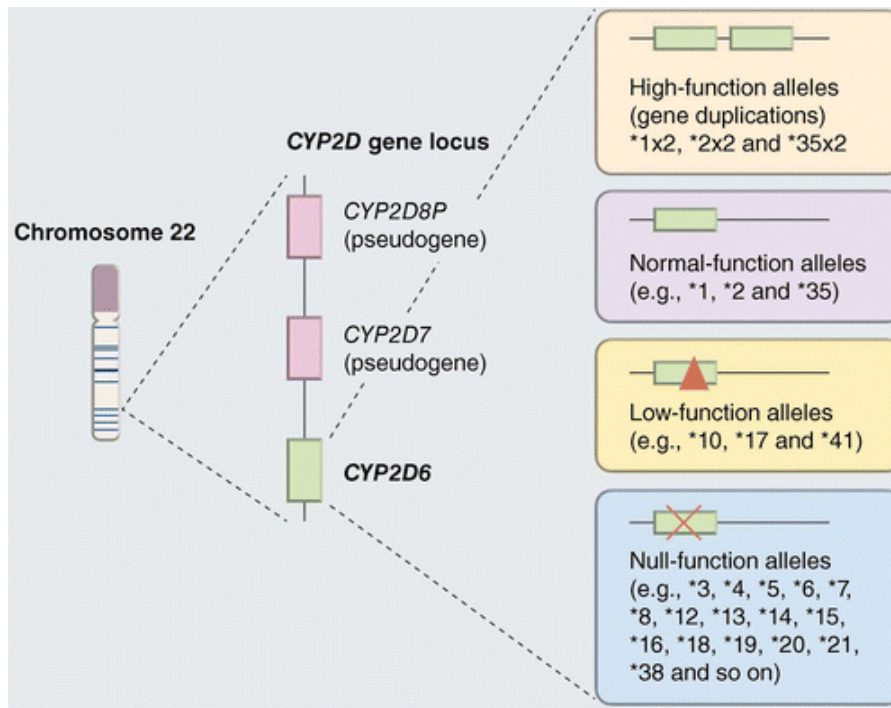 Chromosome 22
CYP2D gene locus
CYP2D8P
(pseudogene)
CYP2D7
(pseudogene)
CYP2D6
High-function alleles
(gene duplications)
*1x2, *2x2 and *35x2
Normal-function alleles
(e.g., *1, *2 and *35)
Low-function alleles
(e.g., *10, *17 and *41)
Null-function alleles
(e.g., *3, *4, *5, *6, *7,
*8, *12, *13, *14, *15,
*16, *18, *19, *20, *21,
*38 and so on)